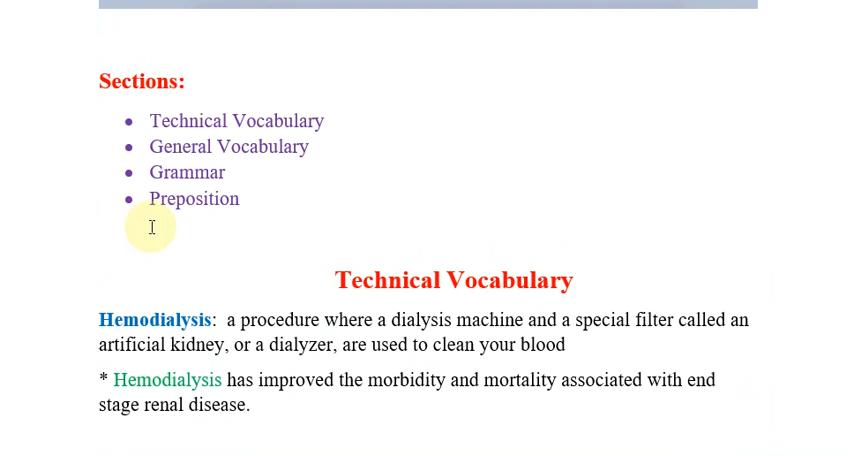 Sections:
• Technical Vocabulary
• General Vocabulary
• Grammar
• Preposition
Technical Vocabulary
Hemodialysis: a procedure where a dialysis machine and a special filter called an
artificial kidney, or a dialyzer, are used to clean your blood
* Hemodialysis has improved the morbidity and mortality associated with end
stage renal disease.